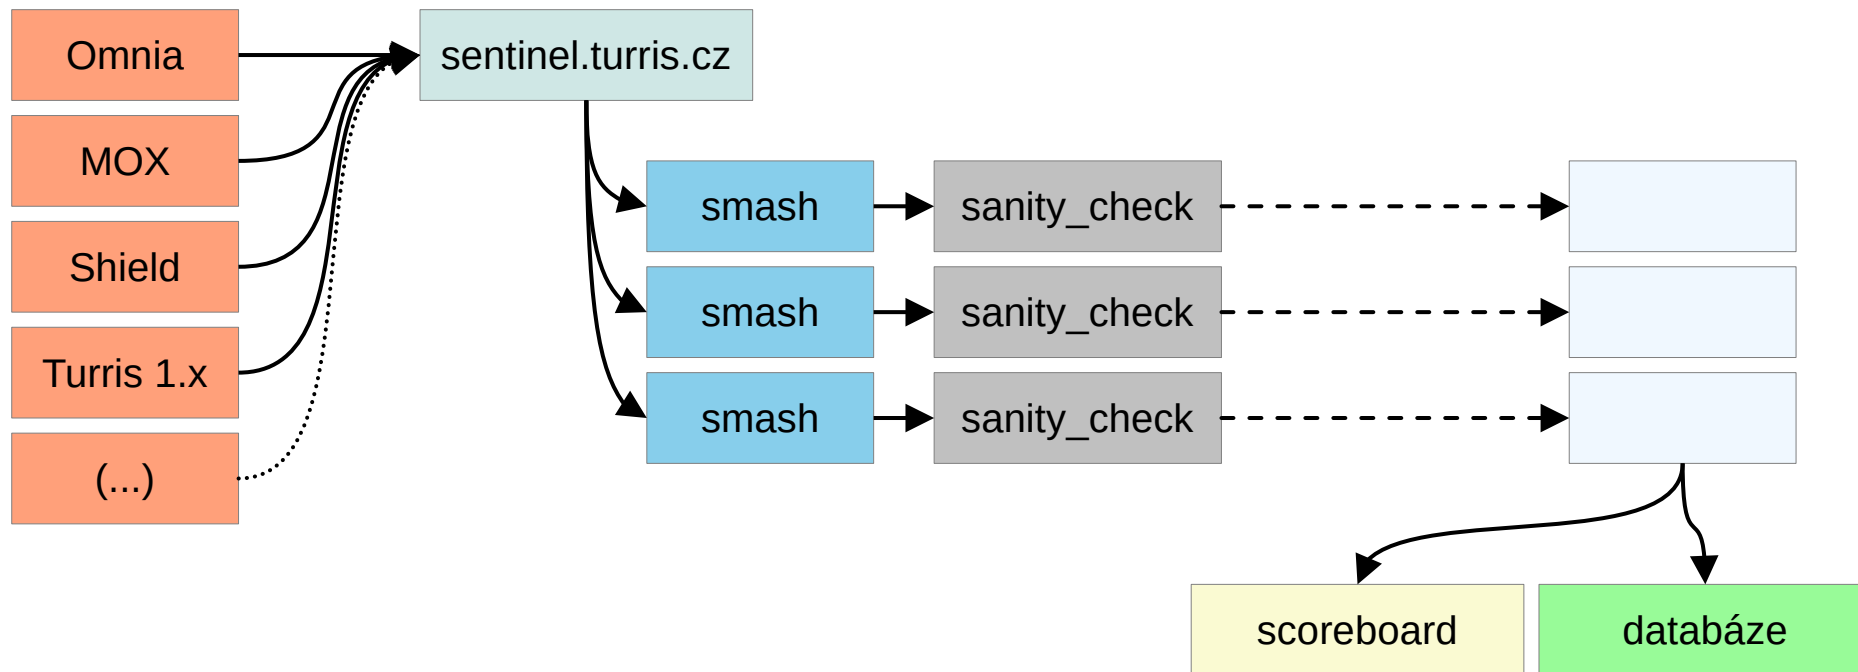 Omnia
sentinel.turris.cz
MOX
smash
sanity_check
Shield
smash
sanity_check
Turris 1.x
smash
sanity_check
(...)
scoreboard
databáze